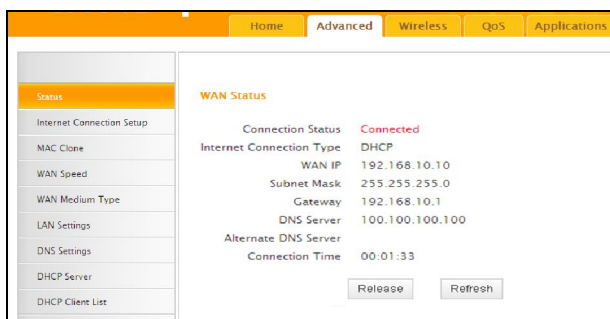 Home Advanced Wireless QoS Applications
Status
Internet Connection Setup
MAC Clone
WAN Speed
WAN Medium Type
LAN Settings
DNS Settings
DHCP Server
DHCP Client List
WAN Status
Connection Status Connected
Internet Connection Type DHCP
WAN IP 192.168.10.10
Subnet Mask 255.255.255.0
Gateway 192.168.10.1
DNS Server 100.100.100.100
Alternate DNS Server
Connection Time 00:01:33
Release Refresh